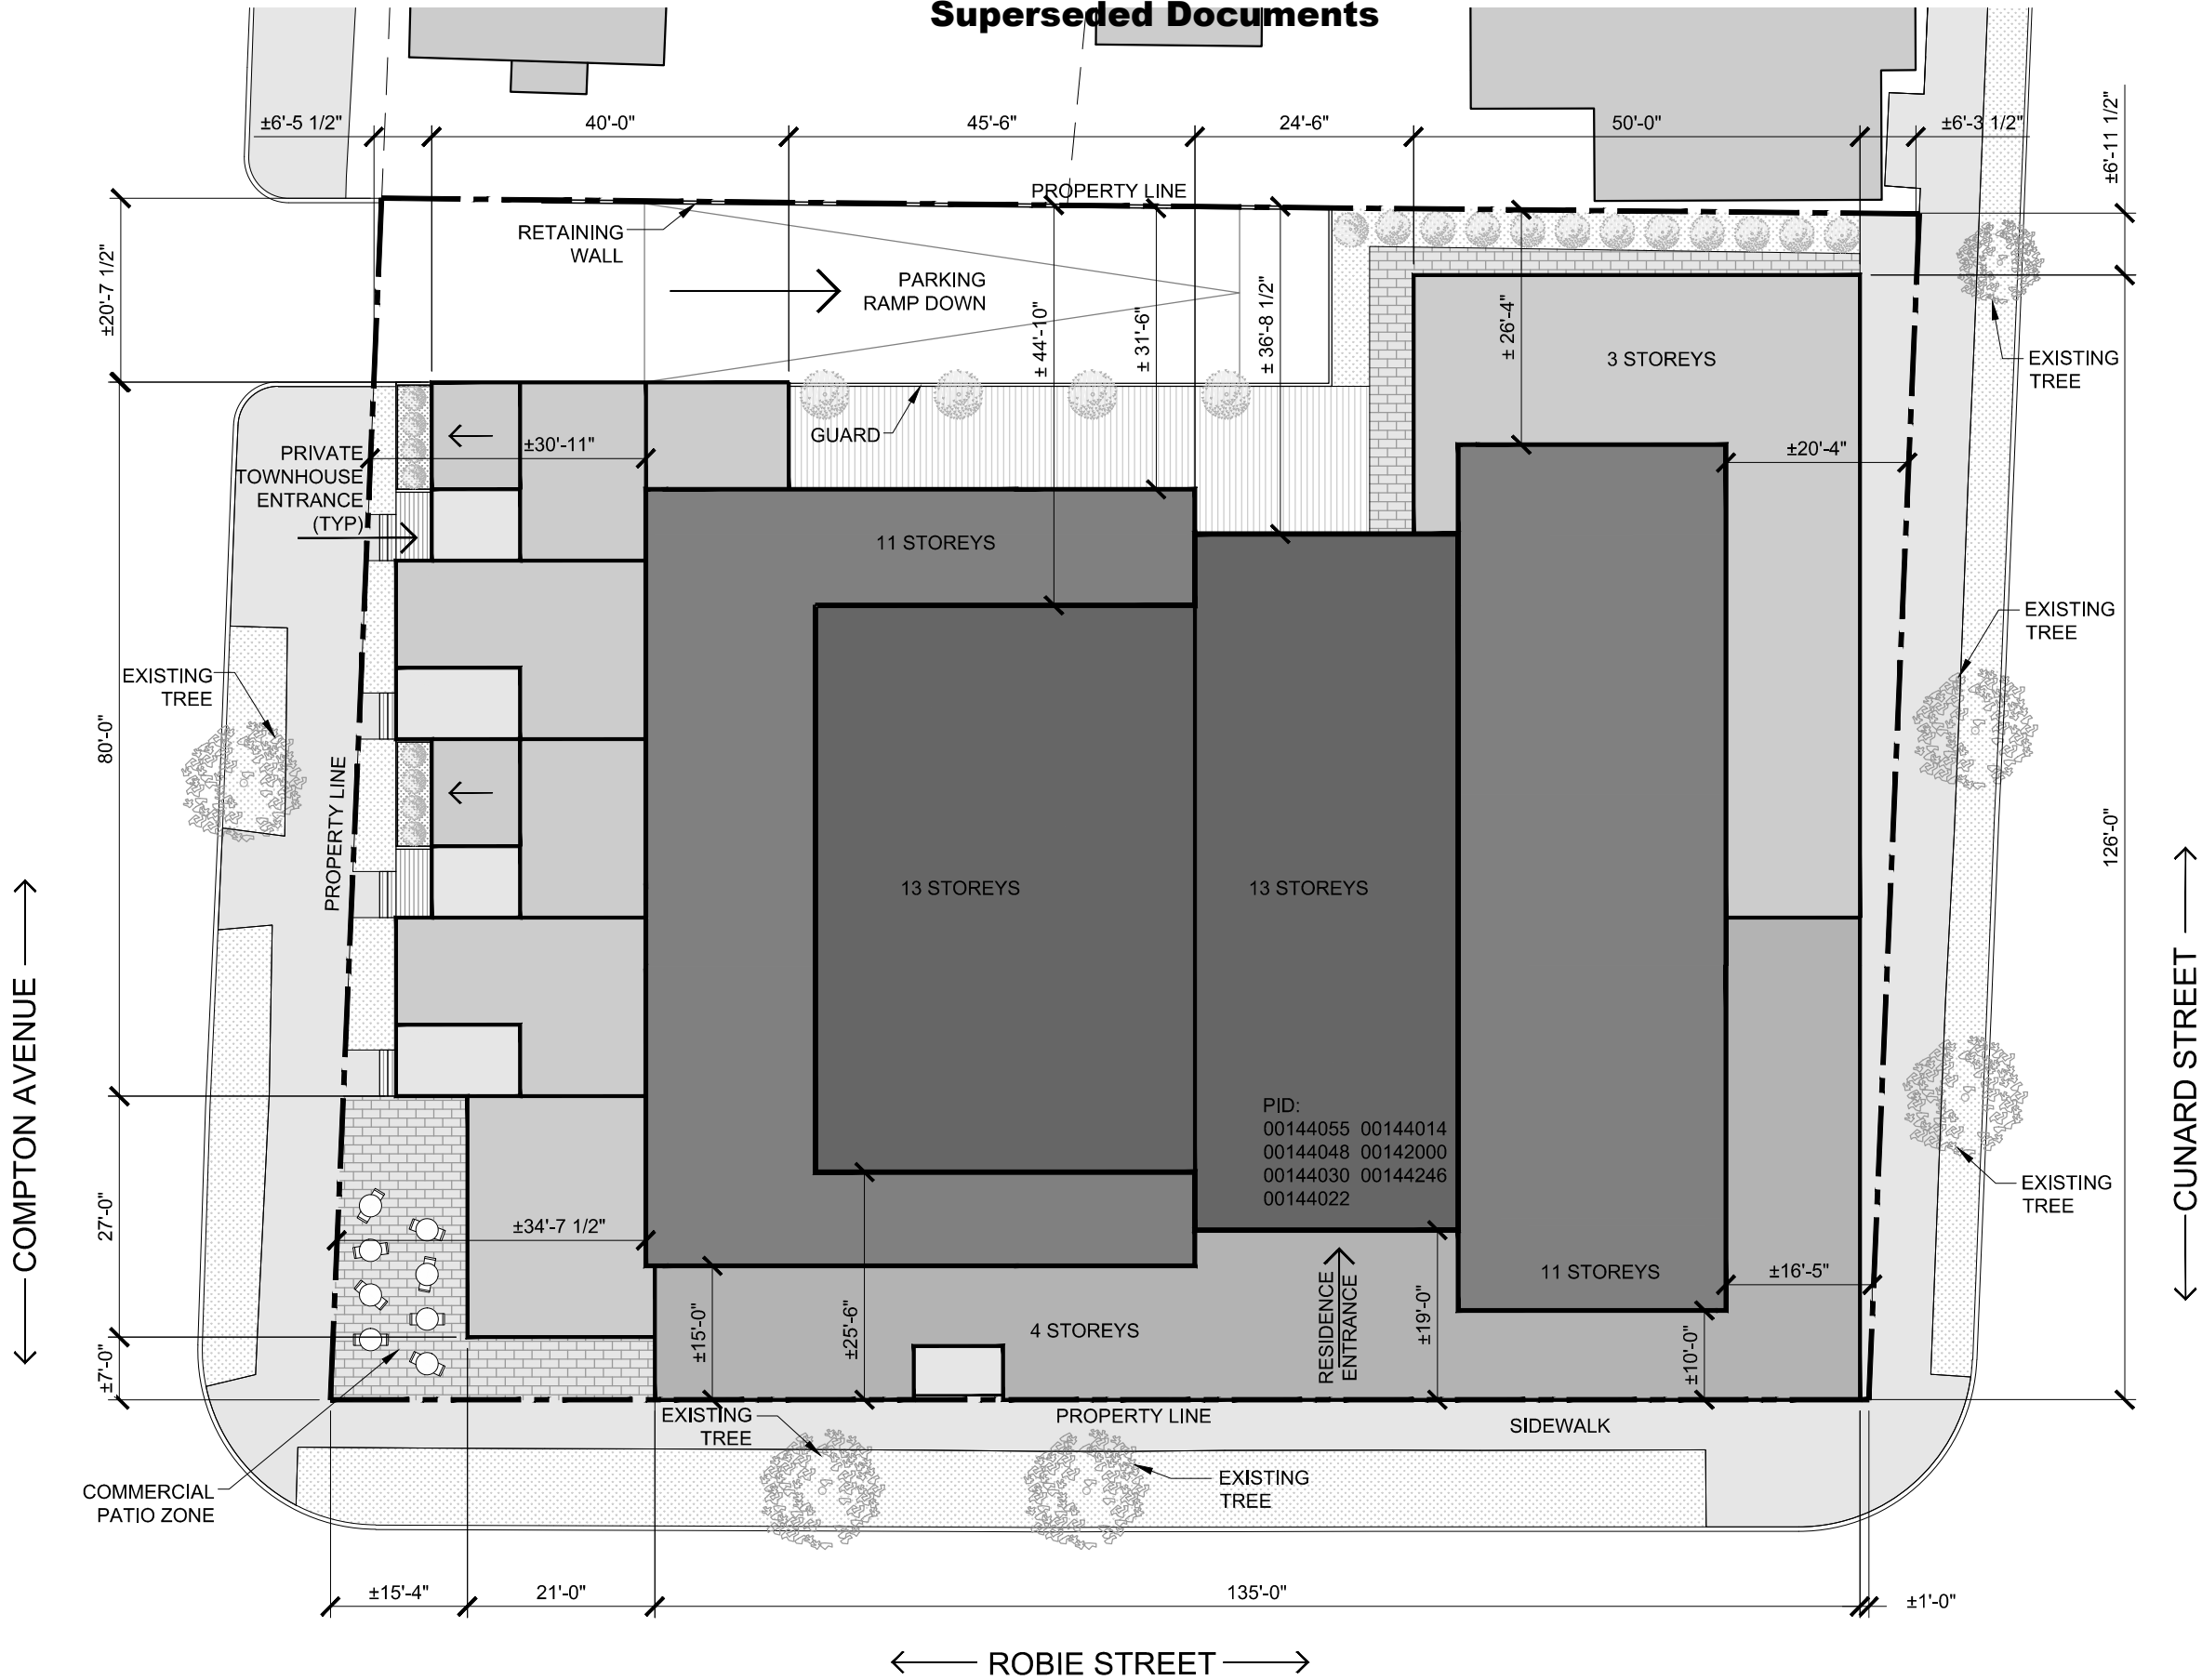 Superseded Documents
±6'-5 1/2"
40'-0"
45'-6"
24'-6"
50'-0"
±6'-3 1/2"
±6'-11 1/2"
PROPERTY LINE
RETAINING
WALL
PARKING
RAMP DOWN
±20'-7 1/2"
± 44'-10"
± 31'-6"
± 36'-8 1/2"
± 26'-4"
3 STOREYS
EXISTING
TREE
GUARD
PRIVATE
TOWNHOUSE
ENTRANCE
(TYP)
±30'-11"
±20'-4"
11 STOREYS
EXISTING
TREE
EXISTING
TREE
80'-0"
PROPERTY LINE
13 STOREYS
13 STOREYS
126'-0"
COMPTON AVENUE
CUNARD STREET
PID:
00144055 00144014
00144048 00142000
00144030 00144246
00144022
EXISTING
TREE
27'-0"
±34'-7 1/2"
11 STOREYS
±16'-5"
±7'-0"
±15'-0"
±25'-6"
4 STOREYS
RESIDENCE
ENTRANCE
±19'-0"
±10'-0"
EXISTING
TREE
PROPERTY LINE
SIDEWALK
COMMERCIAL
PATIO ZONE
EXISTING
TREE
±15'-4"
21'-0"
135'-0"
±1'-0"
ROBIE STREET